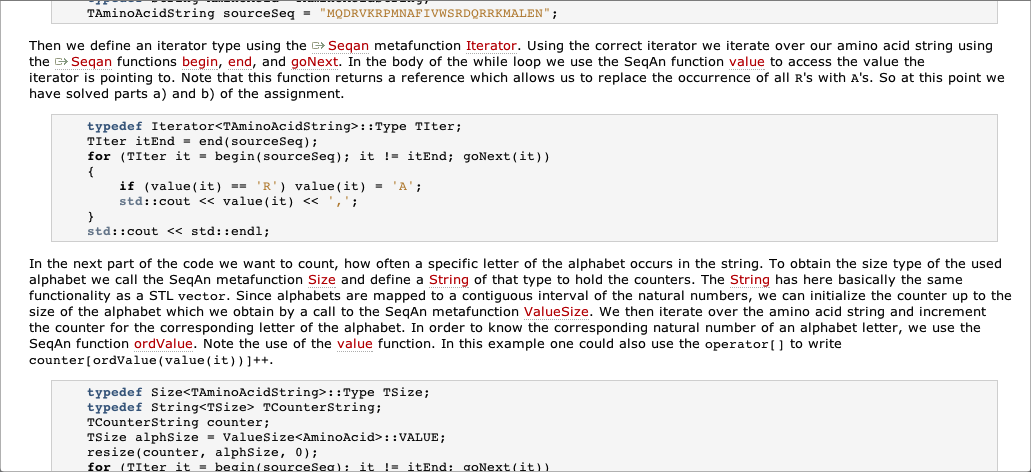 TAminoAcidString sourceSeq = "MQDRVKRPMNAFIVWSRDQRRKMALEN";
Then we define an iterator type using the Seqan metafunction Iterator. Using the correct iterator we iterate over our amino acid string using
the Seqan functions begin, end, and goNext. In the body of the while loop we use the SeqAn function value to access the value the
iterator is pointing to. Note that this function returns a reference which allows us to replace the occurrence of all R's with A's. So at this point we
have solved parts a) and b) of the assignment.
typedef Iterator<TAminoAcidString>::Type TIter;
TIter itEnd = end(sourceSeq);
for (TIter it = begin(sourceSeq); it != itEnd; goNext(it))
{
if (value(it) == 'R') value(it) = 'A';
std::cout << value(it) << ',';
}
std::cout << std::endl;
In the next part of the code we want to count, how often a specific letter of the alphabet occurs in the string. To obtain the size type of the used
alphabet we call the SeqAn metafunction Size and define a String of that type to hold the counters. The String has here basically the same
functionality as a STL vector. Since alphabets are mapped to a contiguous interval of the natural numbers, we can initialize the counter up to the
size of the alphabet which we obtain by a call to the SeqAn metafunction ValueSize. We then iterate over the amino acid string and increment
the counter for the corresponding letter of the alphabet. In order to know the corresponding natural number of an alphabet letter, we use the
SeqAn function ordValue. Note the use of the value function. In this example one could also use the operator[] to write
counter[ordValue(value(it))]++.
typedef Size<TAminoAcidString>::Type TSize;
typedef String<TSize> TCounterString;
TCounterString counter;
TSize alphSize = ValueSize<AminoAcid>::VALUE;
resize(counter, alphSize, 0);
for (TIter it = begin(sourceSeq); it != itEnd; goNext(it))